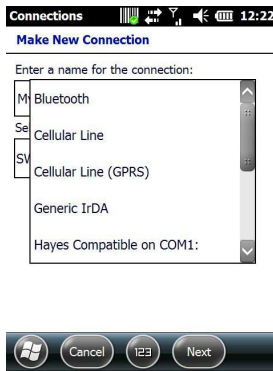 Connections 12:22
Make New Connection
Enter a name for the connection:
M
Bluetooth
Se
Cellular Line
Cellular Line (GPRS)
Generic IrDA
Hayes Compatible on COM1:
Cancel 123 Next